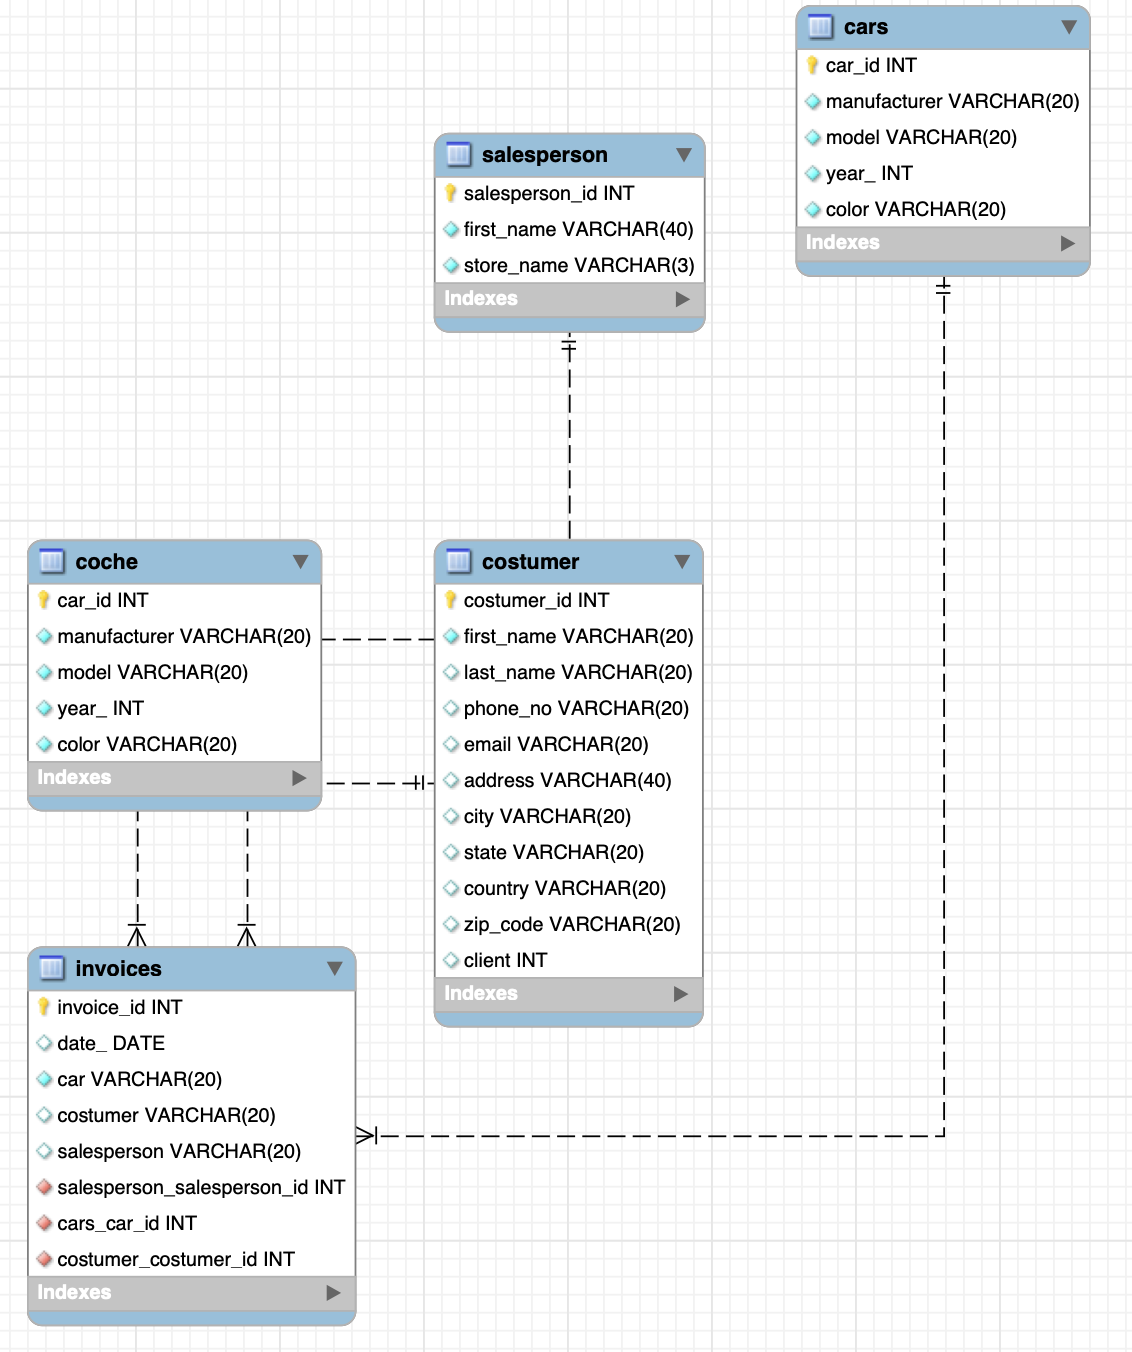 cars
car_id INT
manufacturer VARCHAR(20)
model VARCHAR(20)
year_ INT
color VARCHAR(20)
Indexes
salesperson
salesperson_id INT
first_name VARCHAR(40)
store_name VARCHAR(3)
Indexes
coche
car_id INT
manufacturer VARCHAR(20)
model VARCHAR(20)
year_ INT
color VARCHAR(20)
Indexes
costumer
costumer_id INT
first_name VARCHAR(20)
last_name VARCHAR(20)
phone_no VARCHAR(20)
email VARCHAR(20)
address VARCHAR(40)
city VARCHAR(20)
state VARCHAR(20)
country VARCHAR(20)
zip_code VARCHAR(20)
client INT
Indexes
invoices
invoice_id INT
date_ DATE
car VARCHAR(20)
costumer VARCHAR(20)
salesperson VARCHAR(20)
salesperson_salesperson_id INT
cars_car_id INT
costumer_costumer_id INT
Indexes